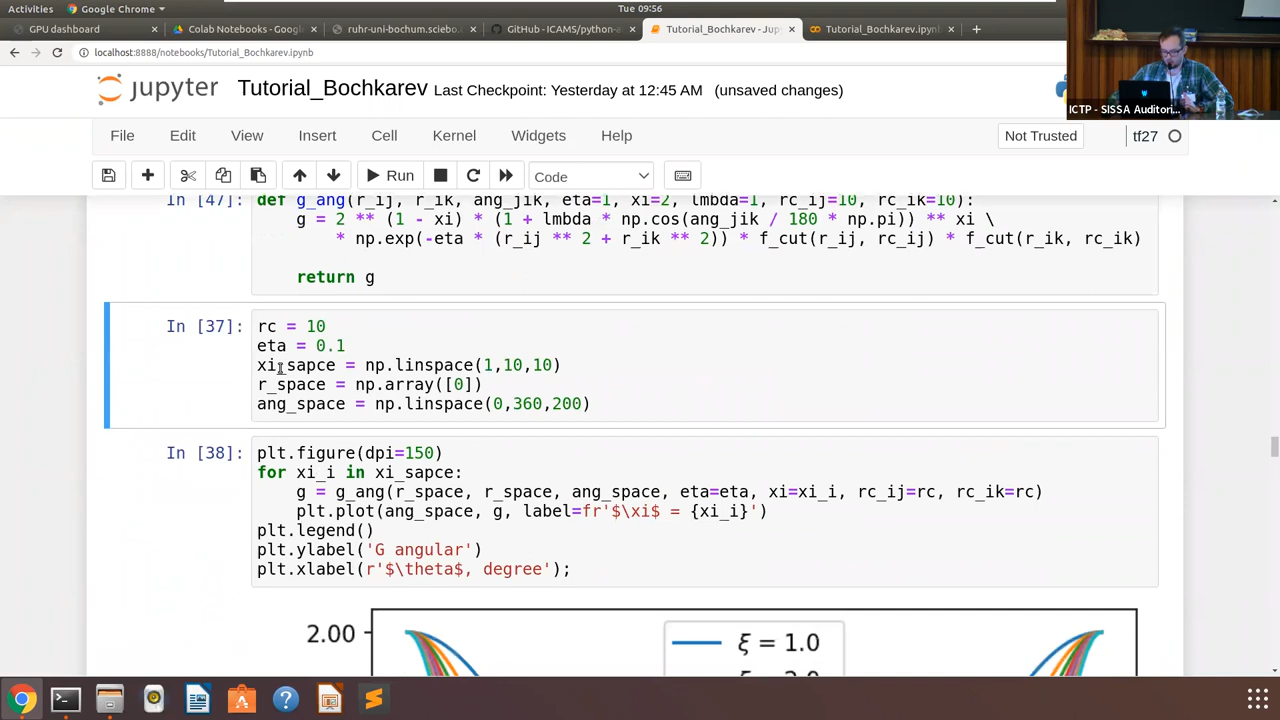 Activities
Google Chrome
Tue 09:56
GPU dashboard
Colab Notebooks - Google
ruhr-uni-bochum.sciebo.
GitHub - ICAMS/python-a
Tutorial_Bochkarev - Jup
Tutorial_Bochkarev.ipynb
localhost:8888/notebooks/Tutorial_Bochkarev.ipynb
jupyter Tutorial_Bochkarev Last Checkpoint: Yesterday at 12:45 AM (unsaved changes)
ICTP - SISSA Auditori...
File Edit View Insert Cell Kernel Widgets Help
Not Trusted
tf27
Run
Code
In [47]: def g_ang(r_ij, r_ik, ang_jik, eta=1, xi=2, lmbda=1, rc_ij=10, rc_ik=10):
g = 2 ** (1 - xi) * (1 + lmbda * np.cos(ang_jik / 180 * np.pi)) ** xi \
* np.exp(-eta * (r_ij ** 2 + r_ik ** 2)) * f_cut(r_ij, rc_ij) * f_cut(r_ik, rc_ik)
return g
In [37]: rc = 10
eta = 0.1
xi_sapce = np.linspace(1,10,10)
r_space = np.array([0])
ang_space = np.linspace(0,360,200)
In [38]: plt.figure(dpi=150)
for xi_i in xi_sapce:
g = g_ang(r_space, r_space, ang_space, eta=eta, xi=xi_i, rc_ij=rc, rc_ik=rc)
plt.plot(ang_space, g, label=fr'$\xi$ = {xi_i}')
plt.legend()
plt.ylabel('G angular')
plt.xlabel(r'$\theta$, degree');
2.00
ξ = 1.0